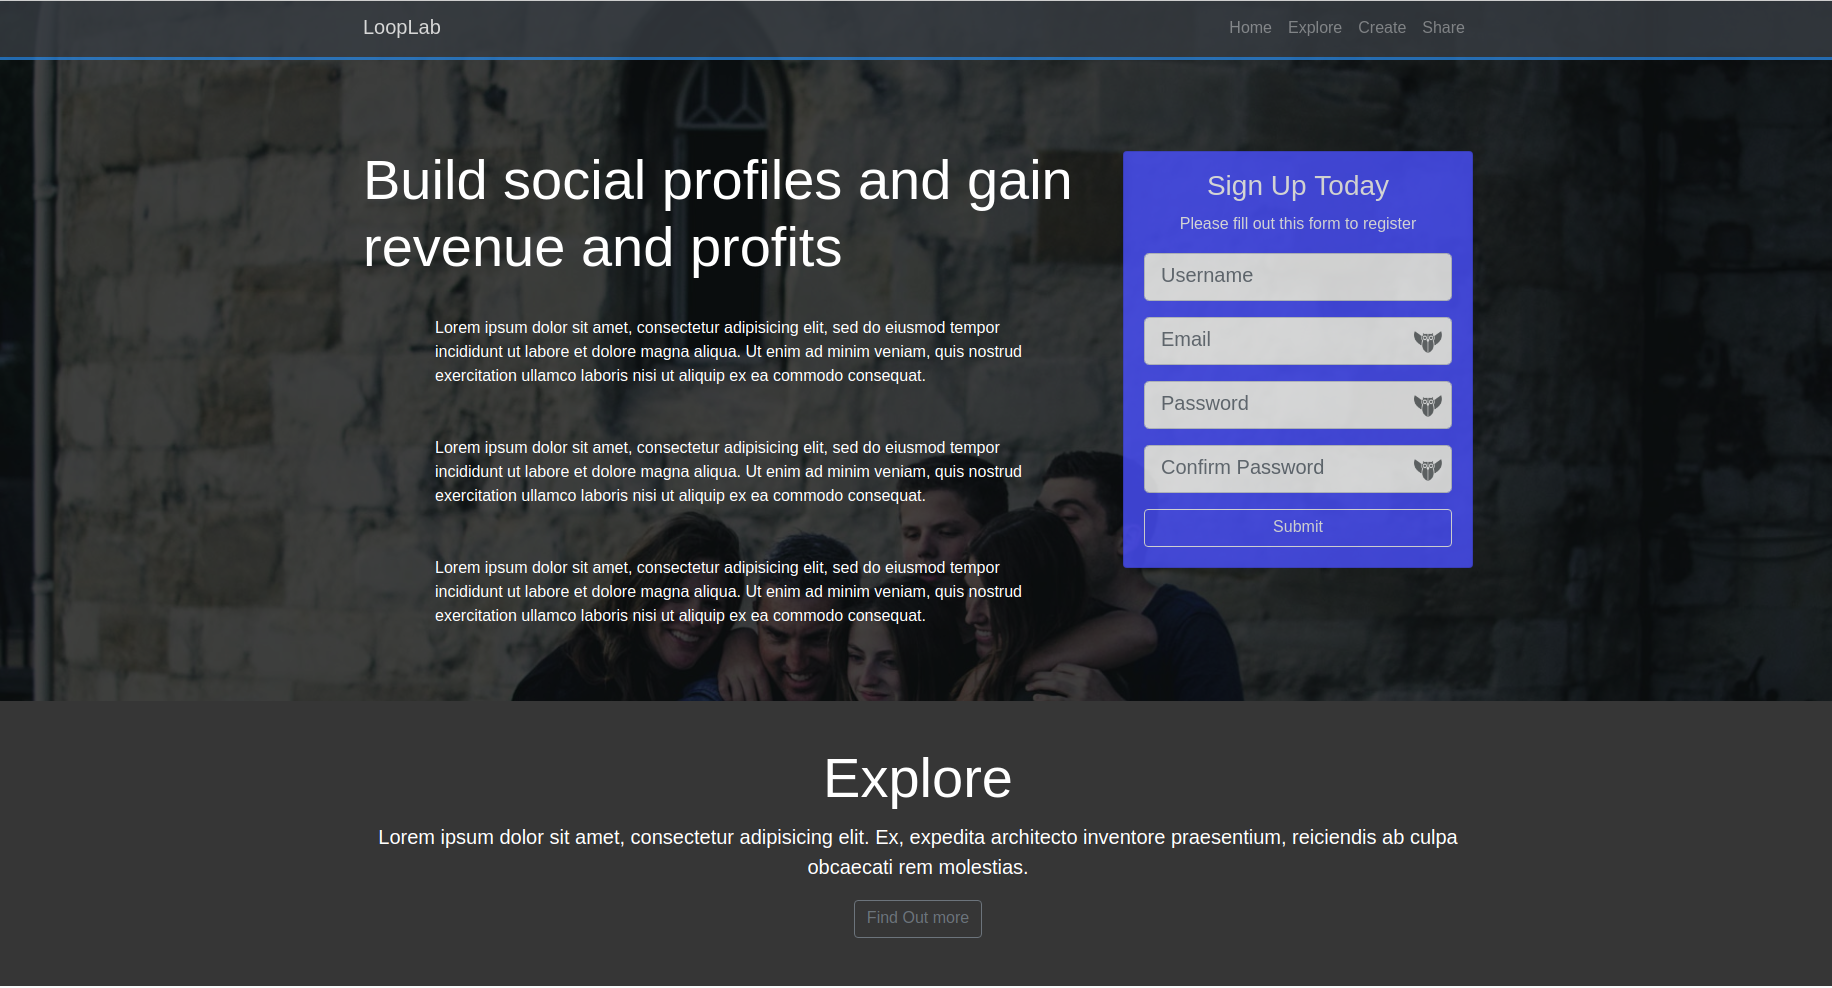 LoopLab
Home Explore Create Share
Build social profiles and gain
revenue and profits
Lorem ipsum dolor sit amet, consectetur adipisicing elit, sed do eiusmod tempor
incididunt ut labore et dolore magna aliqua. Ut enim ad minim veniam, quis nostrud
exercitation ullamco laboris nisi ut aliquip ex ea commodo consequat.
Lorem ipsum dolor sit amet, consectetur adipisicing elit, sed do eiusmod tempor
incididunt ut labore et dolore magna aliqua. Ut enim ad minim veniam, quis nostrud
exercitation ullamco laboris nisi ut aliquip ex ea commodo consequat.
Lorem ipsum dolor sit amet, consectetur adipisicing elit, sed do eiusmod tempor
incididunt ut labore et dolore magna aliqua. Ut enim ad minim veniam, quis nostrud
exercitation ullamco laboris nisi ut aliquip ex ea commodo consequat.
Sign Up Today
Please fill out this form to register
Username
Email
Password
Confirm Password
Submit
Explore
Lorem ipsum dolor sit amet, consectetur adipisicing elit. Ex, expedita architecto inventore praesentium, reiciendis ab culpa
obcaecati rem molestias.
Find Out more